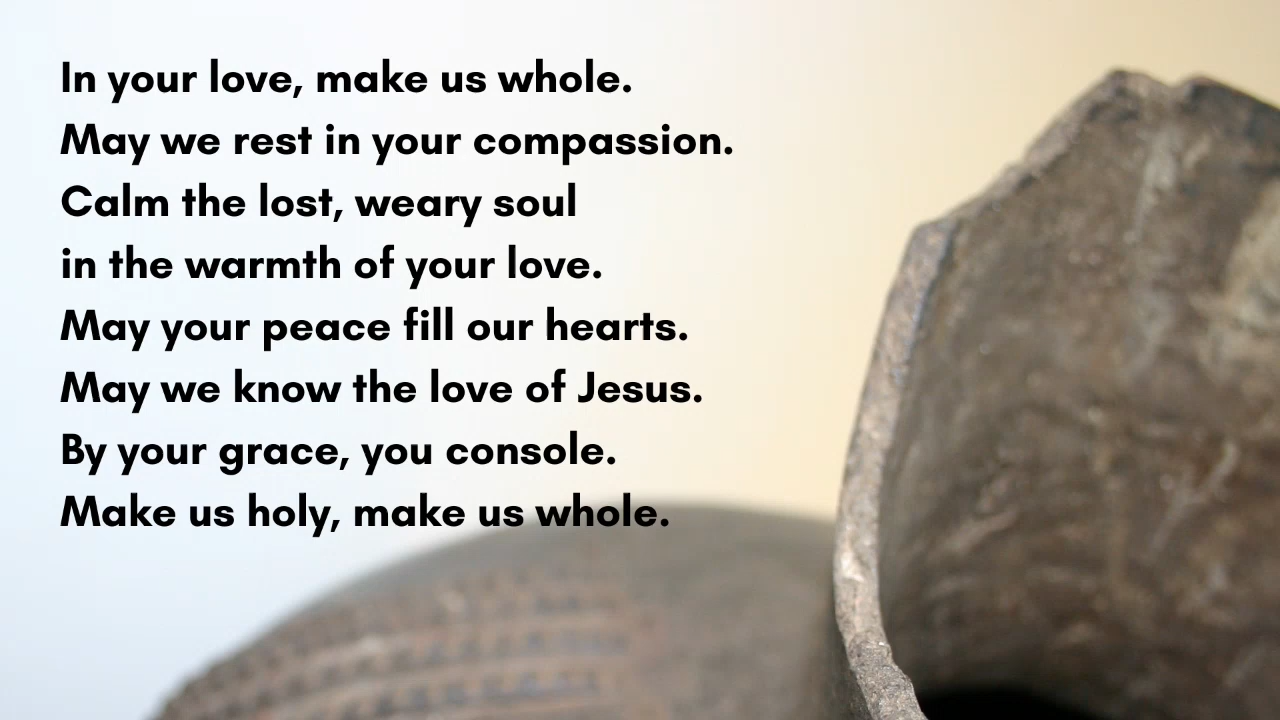 In your love, make us whole.
May we rest in your compassion.
Calm the lost, weary soul
in the warmth of your love.
May your peace fill our hearts.
May we know the love of Jesus.
By your grace, you console.
Make us holy, make us whole.